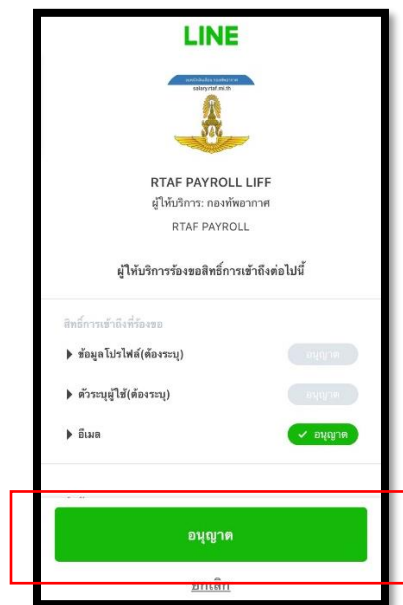 LINE
salary.rtaf.mi.th
RTAF PAYROLL LIFF
ผู้ให้บริการ: กองทัพอากาศ
RTAF PAYROLL
ผู้ให้บริการร้องขอสิทธิ์การเข้าถึงต่อไปนี้
สิทธิ์การเข้าถึงที่ร้องขอ
ข้อมูลโปรไฟล์(ต้องระบุ) อนุญาต
ตัวระบุผู้ใช้(ต้องระบุ) อนุญาต
อีเมล อนุญาต
อนุญาต
ยกเลิก